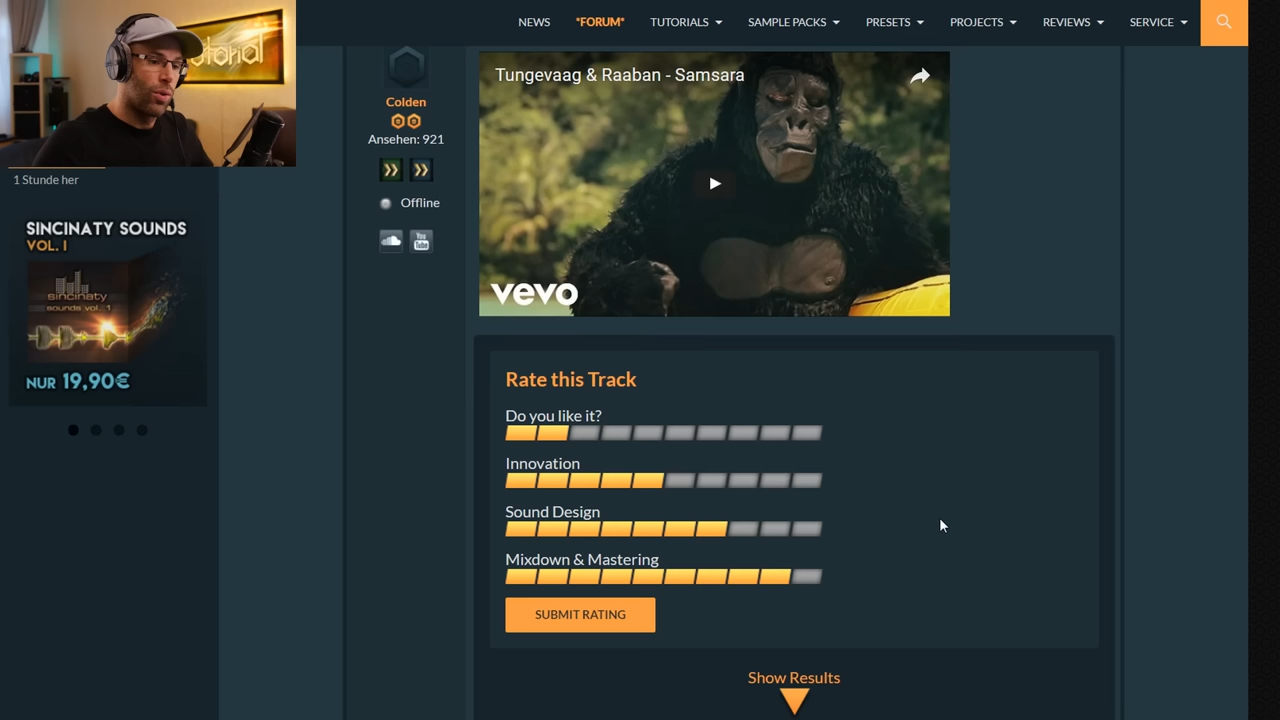 NEWS
*FORUM*
TUTORIALS
SAMPLE PACKS
PRESETS
PROJECTS
REVIEWS
SERVICE
1 Stunde her
SINCINATY SOUNDS
VOL. I
sincinaty
sounds vol. 1
NUR 19,90€
Colden
Ansehen: 921
Offline
You
Tube
Tungevaag & Raaban - Samsara
vevo
Rate this Track
Do you like it?
Innovation
Sound Design
Mixdown & Mastering
SUBMIT RATING
Show Results